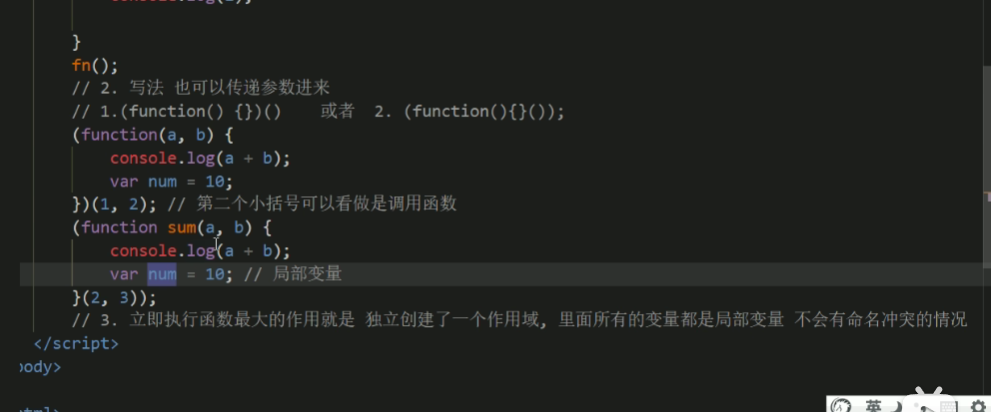 }
fn();
// 2. 写法 也可以传递参数进来
// 1.(function() {})() 或者 2. (function(){}());
(function(a, b) {
console.log(a + b);
var num = 10;
})(1, 2); // 第二个小括号可以看做是调用函数
(function sum(a, b) {
console.log(a + b);
var num = 10; // 局部变量
}(2, 3));
// 3. 立即执行函数最大的作用就是 独立创建了一个作用域, 里面所有的变量都是局部变量 不会有命名冲突的情况
</script>
body>
英